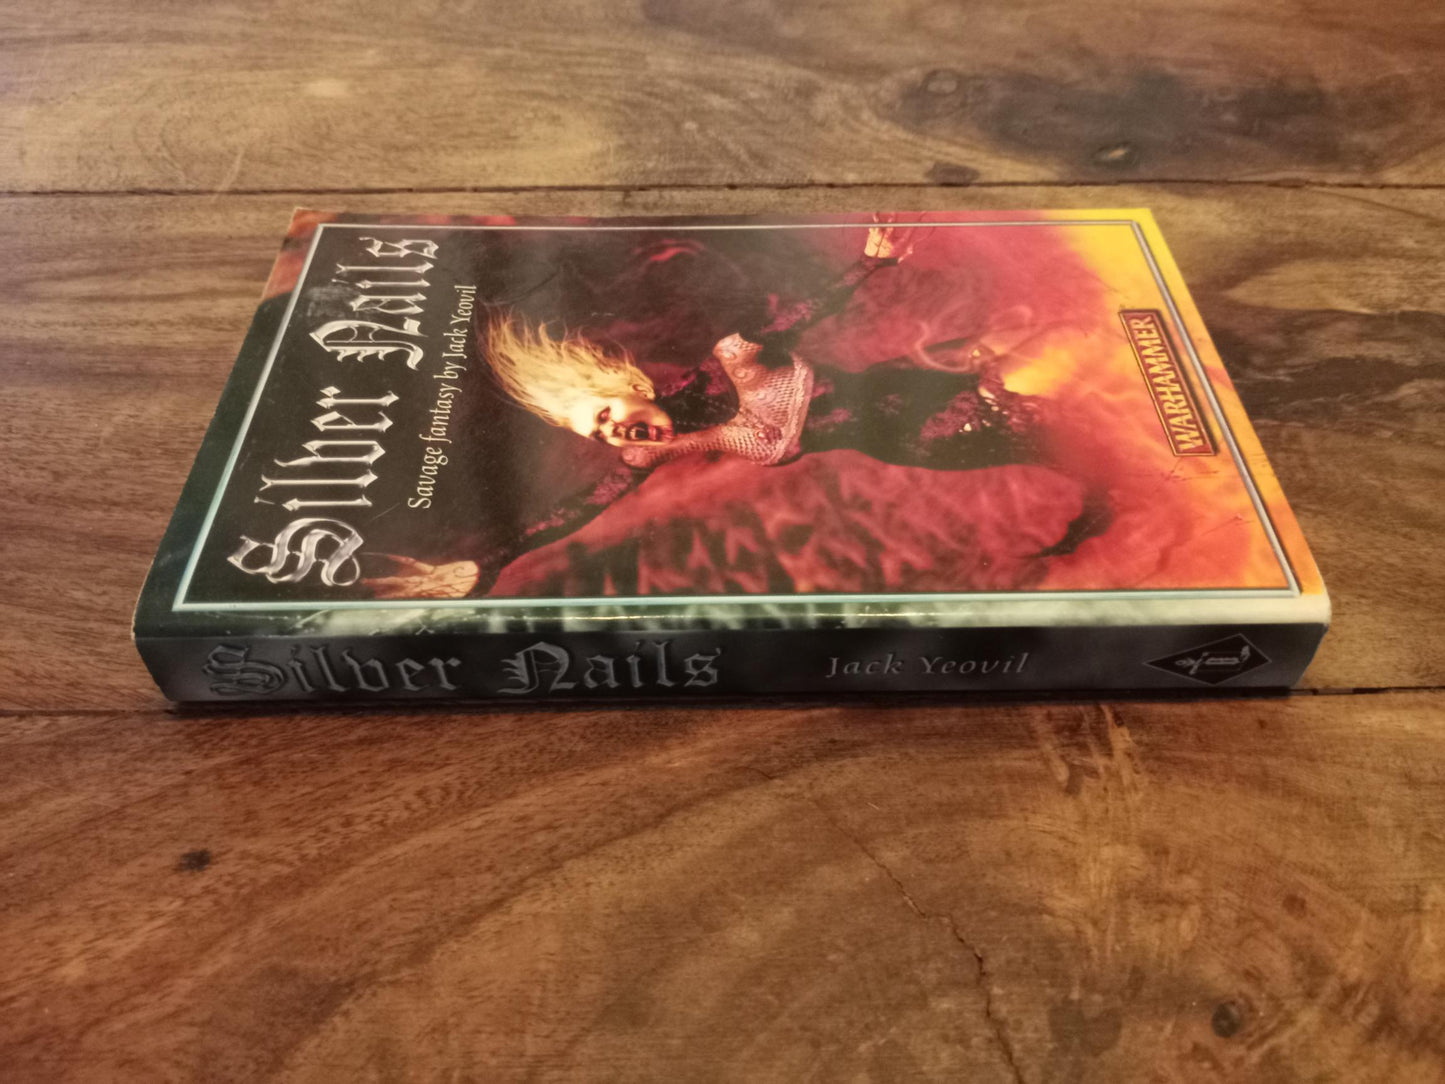 Silver Nails
Savage fantasy by Jack Yeovil
WARHAMMER
Silver Nails Jack Yeovil